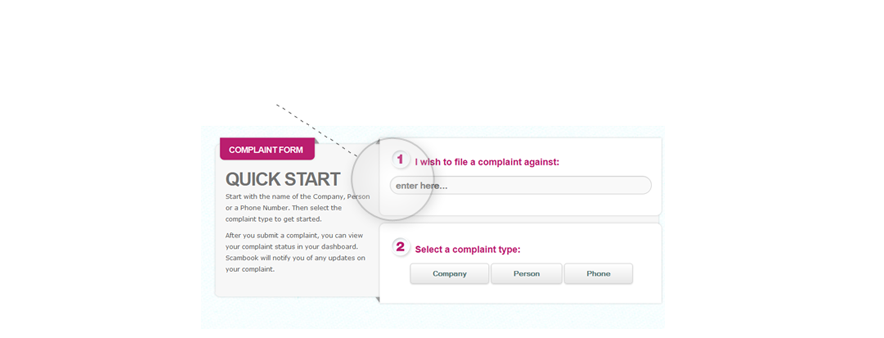 COMPLAINT FORM
QUICK START
Start with the name of the Company, Person
or a Phone Number. Then select the
complaint type to get started.
After you submit a complaint, you can view
your complaint status in your dashboard.
Scambook will notify you of any updates on
your complaint.
1 I wish to file a complaint against:
enter here...
2 Select a complaint type:
Company Person Phone